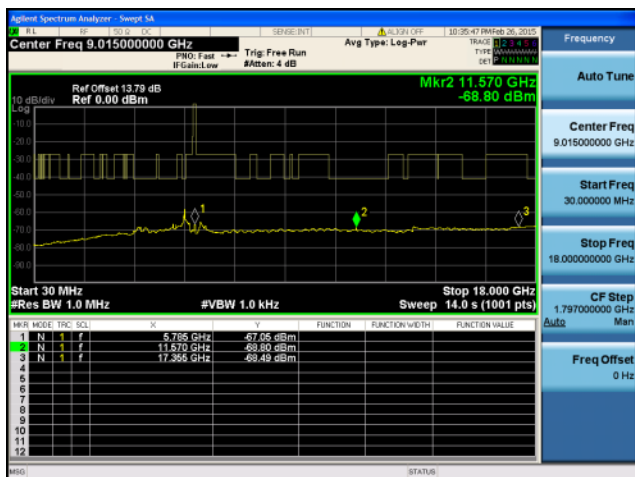 Agilent Spectrum Analyzer - Swept SA
RL RF 50 Ω DC SENSE:INT ALIGN OFF 10:35:47 PM Feb 26, 2015
Center Freq 9.015000000 GHz
PNO: Fast
IFGain:Low
Trig: Free Run
#Atten: 4 dB
Avg Type: Log-Pwr
TRACE 1 2 3 4 5 6
TYPE
DET P N N N N N
Ref Offset 13.79 dB
10 dB/div Ref 0.00 dBm
Log
Mkr2 11.570 GHz
-68.80 dBm
-10.0
-20.0
-30.0
-40.0
-50.0
-60.0
-70.0
-80.0
-90.0
1
2
3
Start 30 MHz Stop 18.000 GHz
#Res BW 1.0 MHz #VBW 1.0 kHz Sweep 14.0 s (1001 pts)
MKR MODE TRC SCL X Y FUNCTION FUNCTION WIDTH FUNCTION VALUE
1 N 1 f 5.785 GHz -67.05 dBm
2 N 1 f 11.570 GHz -68.80 dBm
3 N 1 f 17.355 GHz -68.49 dBm
4
5
6
7
8
9
10
11
12
MSG STATUS
Frequency
Auto Tune
Center Freq
9.015000000 GHz
Start Freq
30.000000 MHz
Stop Freq
18.000000000 GHz
CF Step
1.797000000 GHz
Auto Man
Freq Offset
0 Hz